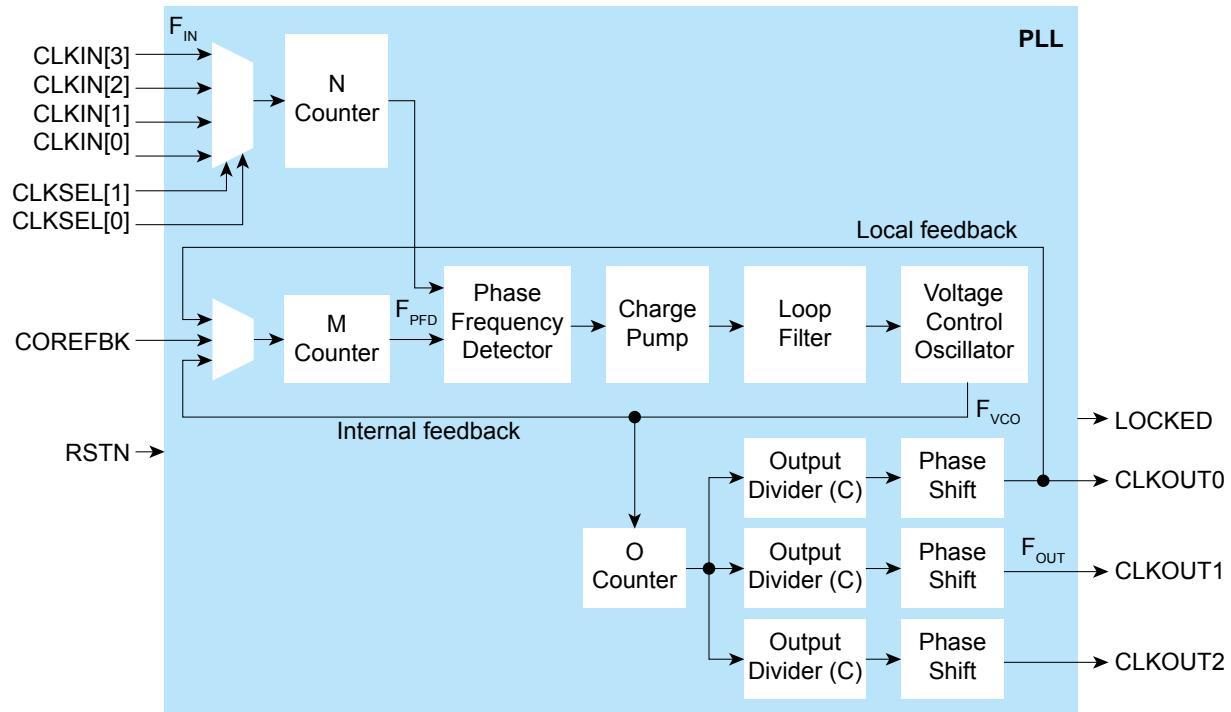 F_IN
PLL
CLKIN[3]
CLKIN[2]
CLKIN[1]
CLKIN[0]
CLKSEL[1]
CLKSEL[0]
N
Counter
Local feedback
COREFBK
M
Counter
F_PFD
Phase
Frequency
Detector
Charge
Pump
Loop
Filter
Voltage
Control
Oscillator
Internal feedback
F_VCO
LOCKED
RSTN
Output
Divider (C)
Phase
Shift
CLKOUT0
O
Counter
Output
Divider (C)
Phase
Shift
F_OUT
CLKOUT1
Output
Divider (C)
Phase
Shift
CLKOUT2